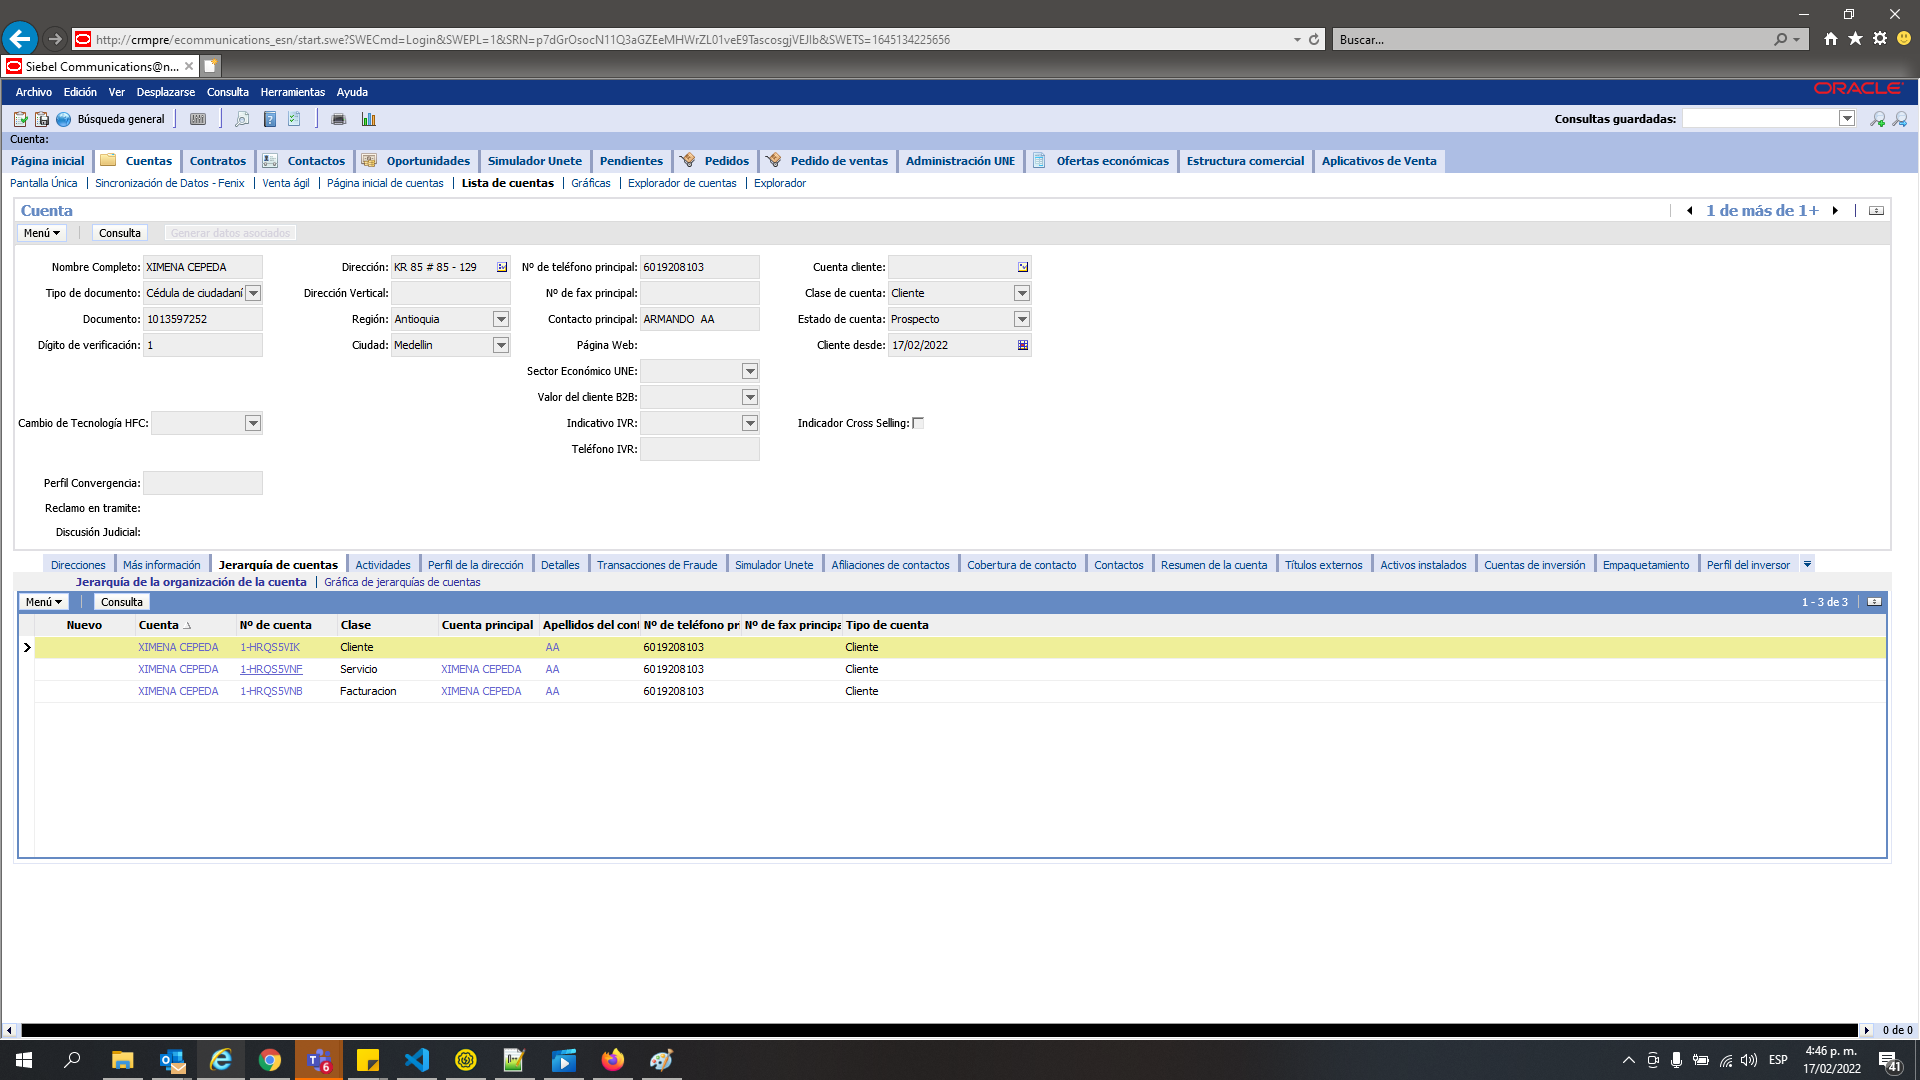 http://crmpre/ecommunications_esn/start.swe?SWECmd=Login&SWEPL=1&SRN=p7dGrOsocN11Q3aGZEeMHWrZL01veE9TascosgjVEJIb&SWETS=1645134225656
Buscar...
Siebel Communications@n...
Archivo Edición Ver Desplazarse Consulta Herramientas Ayuda
ORACLE
Búsqueda general
Consultas guardadas:
Cuenta:
Página inicial Cuentas Contratos Contactos Oportunidades Simulador Unete Pendientes Pedidos Pedido de ventas Administración UNE Ofertas económicas Estructura comercial Aplicativos de Venta
Pantalla Única Sincronización de Datos - Fenix Venta ágil Página inicial de cuentas Lista de cuentas Gráficas Explorador de cuentas Explorador
Cuenta
1 de más de 1+
Menú Consulta Generar datos asociados
Nombre Completo: XIMENA CEPEDA Dirección: KR 85 # 85 - 129 Nº de teléfono principal: 6019208103 Cuenta cliente:
Tipo de documento: Cédula de ciudadaní Dirección Vertical: Nº de fax principal: Clase de cuenta: Cliente
Documento: 1013597252 Región: Antioquia Contacto principal: ARMANDO AA Estado de cuenta: Prospecto
Dígito de verificación: 1 Ciudad: Medellin Página Web: Cliente desde: 17/02/2022
Sector Económico UNE:
Valor del cliente B2B:
Cambio de Tecnología HFC: Indicativo IVR: Indicador Cross Selling:
Teléfono IVR:
Perfil Convergencia:
Reclamo en tramite:
Discusión Judicial:
Direcciones Más información Jerarquía de cuentas Actividades Perfil de la dirección Detalles Transacciones de Fraude Simulador Unete Afiliaciones de contactos Cobertura de contacto Contactos Resumen de la cuenta Títulos externos Activos instalados Cuentas de inversión Empaquetamiento Perfil del inversor
Jerarquía de la organización de la cuenta Gráfica de jerarquías de cuentas
Menú Consulta 1 - 3 de 3
Nuevo Cuenta Nº de cuenta Clase Cuenta principal Apellidos del cont Nº de teléfono pr Nº de fax principa Tipo de cuenta
XIMENA CEPEDA 1-HRQS5VIK Cliente AA 6019208103 Cliente
XIMENA CEPEDA 1-HRQS5VNF Servicio XIMENA CEPEDA AA 6019208103 Cliente
XIMENA CEPEDA 1-HRQS5VNB Facturacion XIMENA CEPEDA AA 6019208103 Cliente
0 de 0
6
ESP
4:46 p. m.
17/02/2022
41